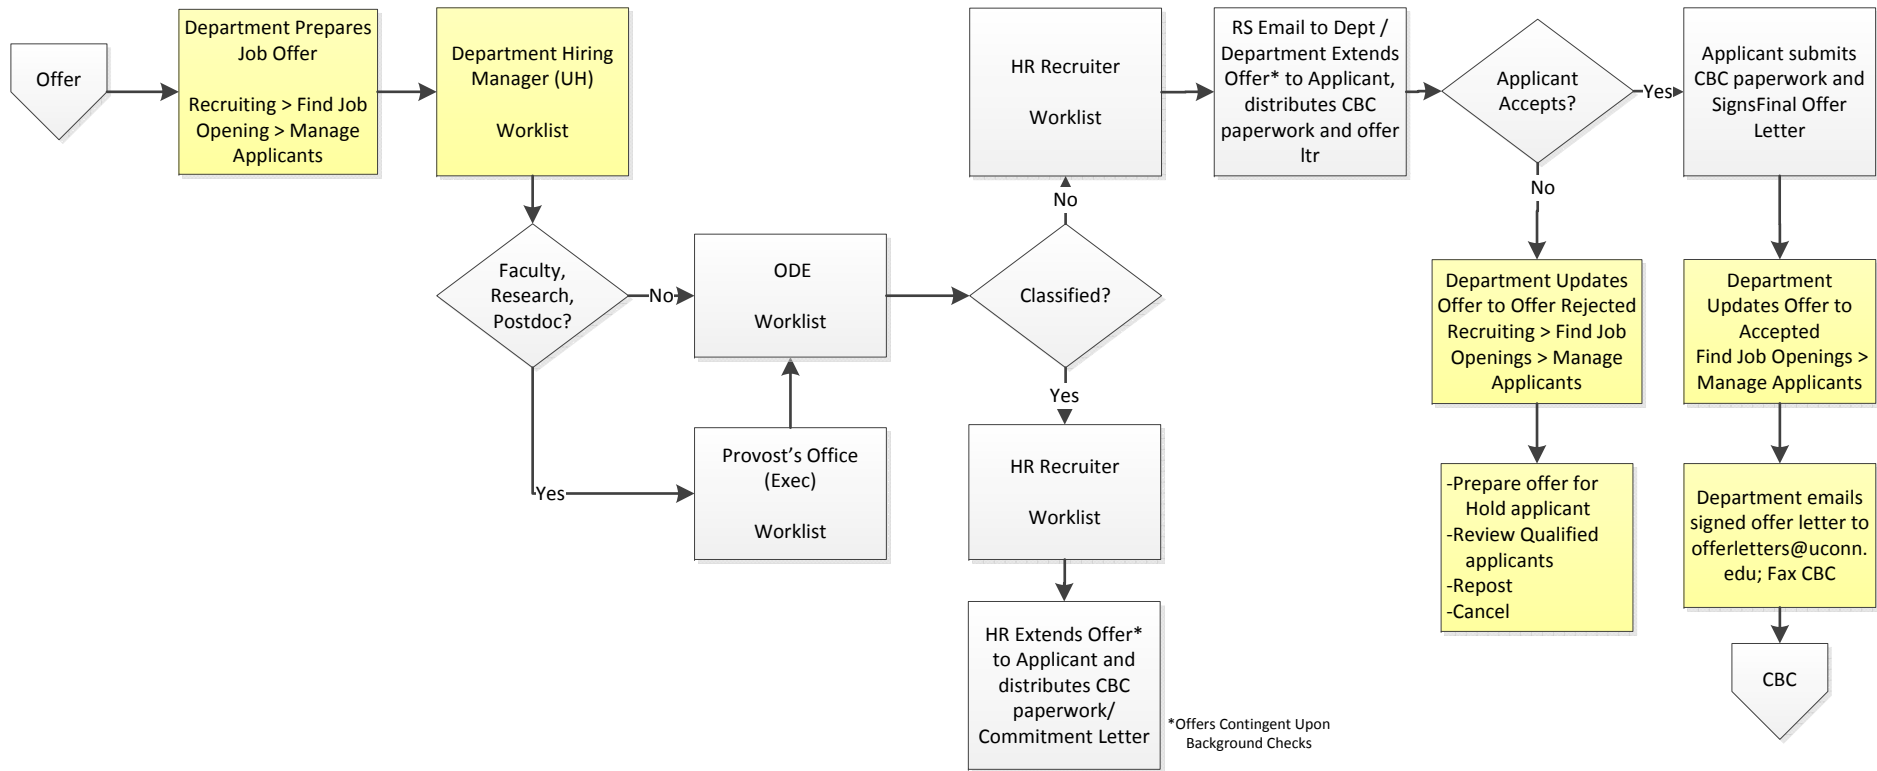 Offer
Department Prepares
Job Offer
Recruiting > Find Job
Opening > Manage
Applicants
Department Hiring
Manager (UH)
Worklist
Faculty,
Research,
Postdoc?
No
Yes
ODE
Worklist
Provost's Office
(Exec)
Worklist
Classified?
No
Yes
HR Recruiter
Worklist
HR Recruiter
Worklist
HR Extends Offer*
to Applicant and
distributes CBC
paperwork/
Commitment Letter
*Offers Contingent Upon
Background Checks
RS Email to Dept /
Department Extends
Offer* to Applicant,
distributes CBC
paperwork and offer
ltr
Applicant
Accepts?
Yes
No
Department Updates
Offer to Offer Rejected
Recruiting > Find Job
Openings > Manage
Applicants
-Prepare offer for
Hold applicant
-Review Qualified
applicants
-Repost
-Cancel
Applicant submits
CBC paperwork and
SignsFinal Offer
Letter
Department
Updates Offer to
Accepted
Find Job Openings >
Manage Applicants
Department emails
signed offer letter to
offerletters@uconn.
edu; Fax CBC
CBC